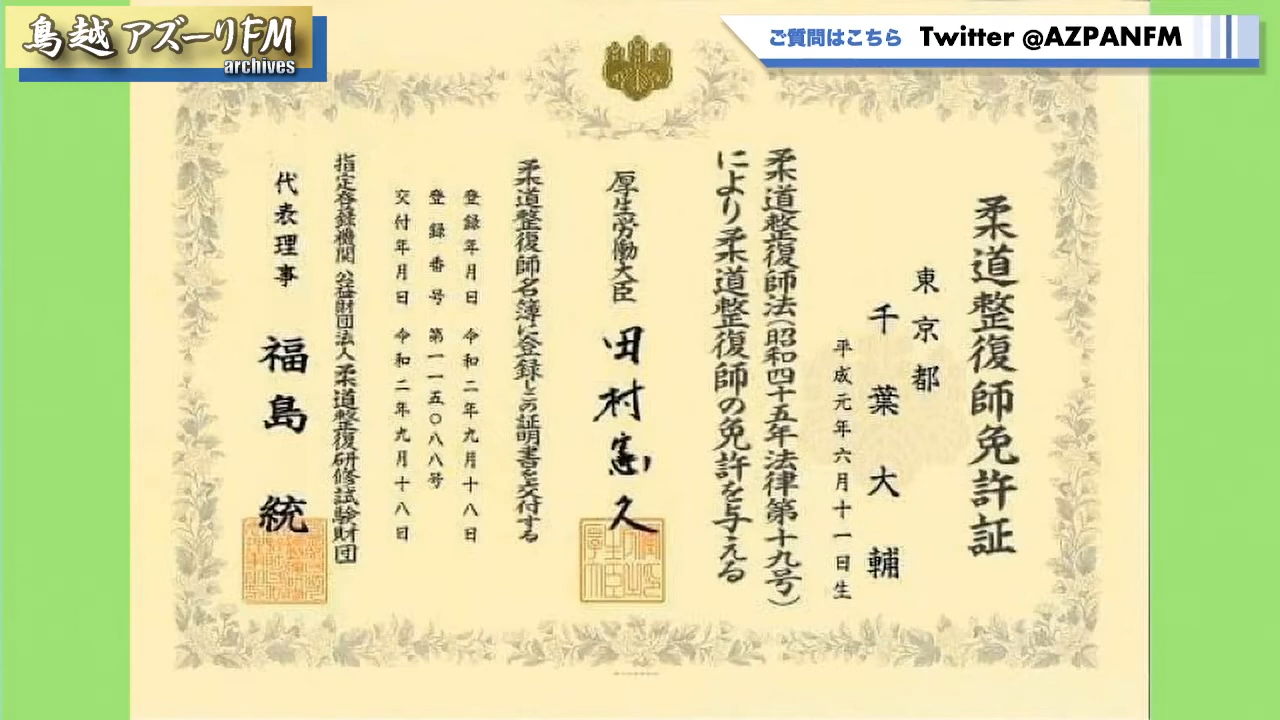 鳥越アズーりFM
archives
ご質問はこちら Twitter @AZPANFM
柔道整復師免許証
東京都
千葉大輔
平成元年六月十一日生
柔道整復師法(昭和四十五年法律第十九号)
により柔道整復師の免許を与える
厚生労働大臣 田村憲久
柔道整復師名簿に登録しこの証明書を交付する
登録年月日 令和二年九月十八日
登録番号 第一一五〇八八号
交付年月日 令和二年九月十八日
指定登録機関 公益財団法人柔道整復研修試験財団
代表理事 福島統